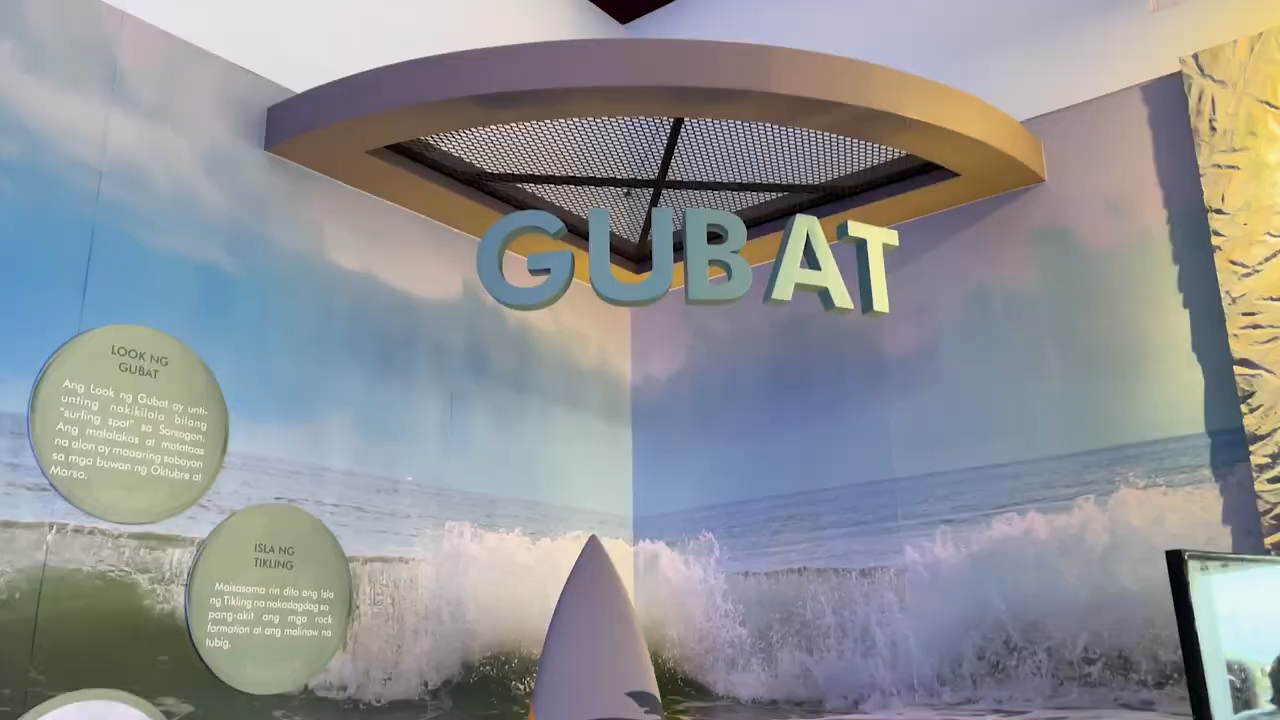 GUBAT
LOOK NG
GUBAT
Ang Look ng Gubat ay unti-
unting nakikilala bilang
"surfing spot" sa Sorsogon.
Ang malalakas at matataas
na alon ay maaaring sabayan
sa mga buwan ng Oktubre at
Marso.
ISLA NG
TIKLING
Maisasama rin dito ang Isla
ng Tikling na nakadagdag sa
pang-akit ang mga rock
formation at ang malinaw na
tubig.